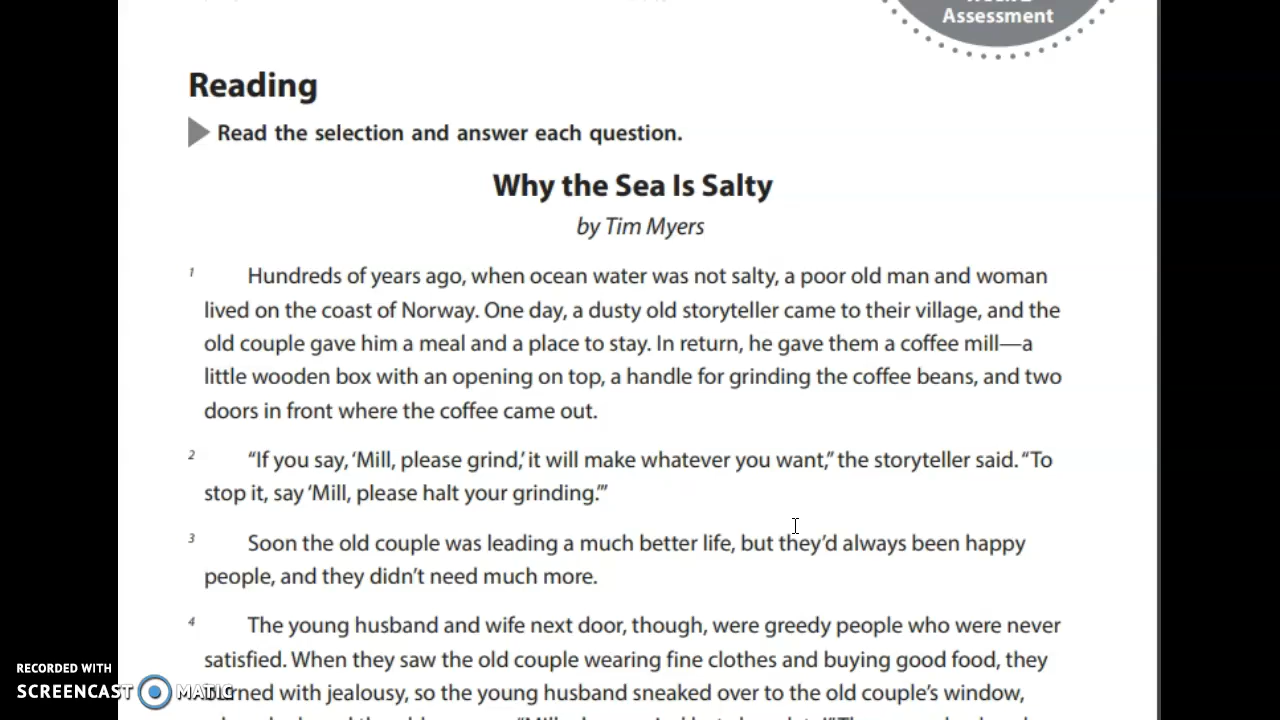 Assessment
Reading
Read the selection and answer each question.
Why the Sea Is Salty
by Tim Myers
1 Hundreds of years ago, when ocean water was not salty, a poor old man and woman
lived on the coast of Norway. One day, a dusty old storyteller came to their village, and the
old couple gave him a meal and a place to stay. In return, he gave them a coffee mill—a
little wooden box with an opening on top, a handle for grinding the coffee beans, and two
doors in front where the coffee came out.
2 “If you say, ‘Mill, please grind,’ it will make whatever you want,” the storyteller said. “To
stop it, say ‘Mill, please halt your grinding.’”
3 Soon the old couple was leading a much better life, but they’d always been happy
people, and they didn’t need much more.
4 The young husband and wife next door, though, were greedy people who were never
satisfied. When they saw the old couple wearing fine clothes and buying good food, they
with jealousy, so the young husband sneaked over to the old couple’s window,
RECORDED WITH
SCREENCAST MATIC